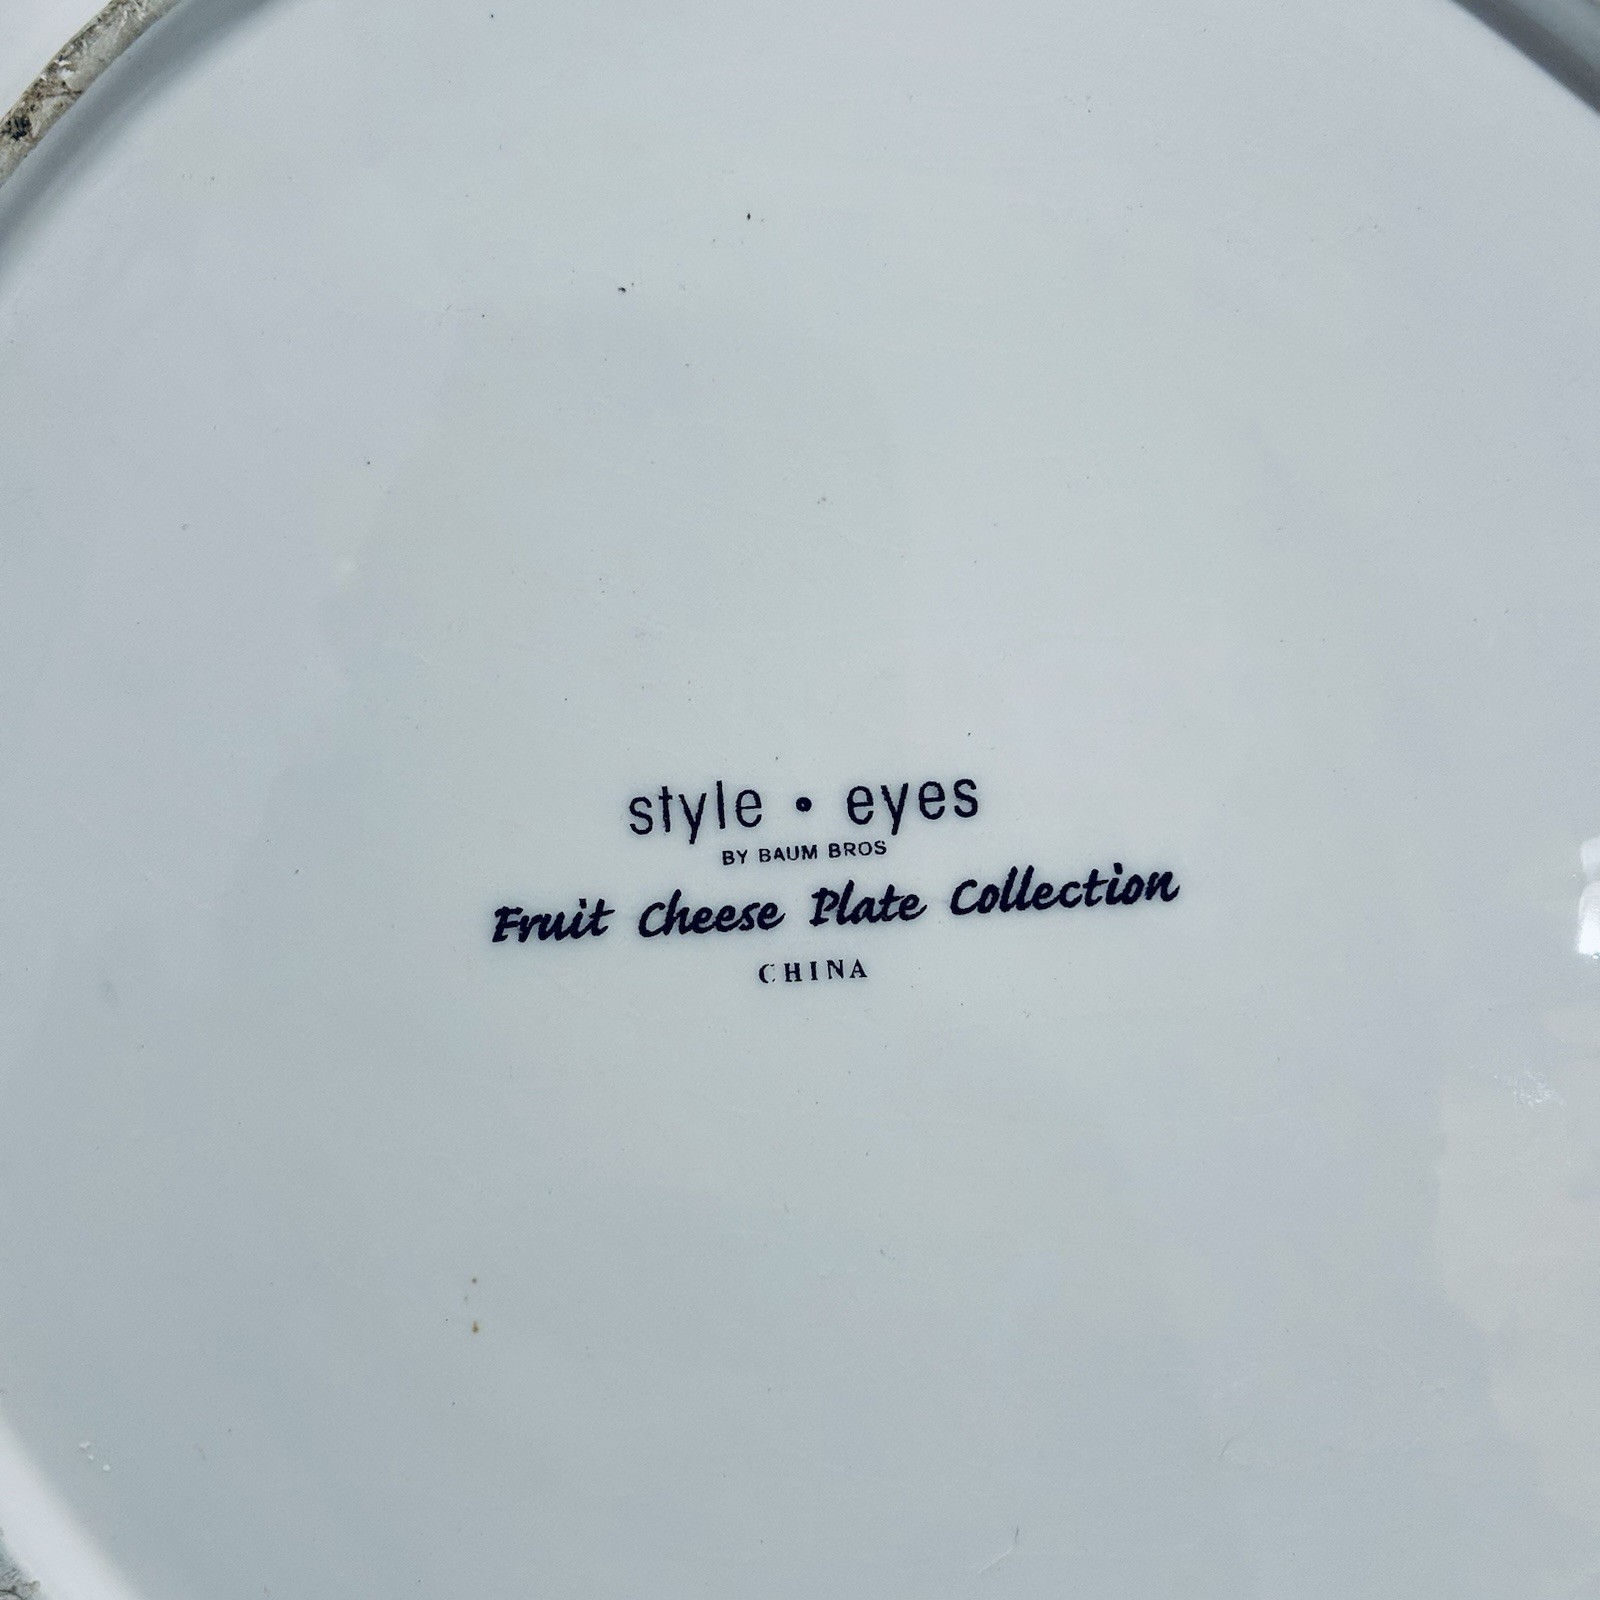 style • eyes
BY BAUM BROS
Fruit Cheese Plate Collection
CHINA